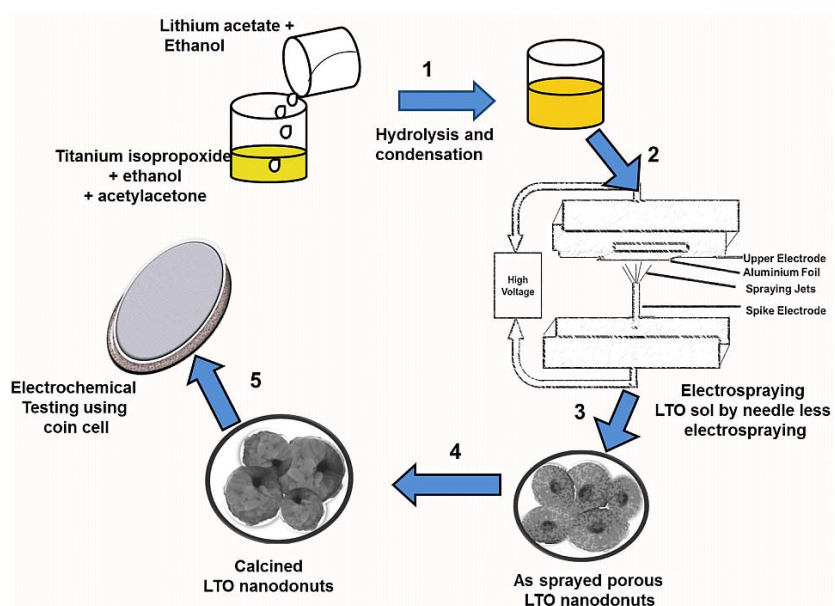 Lithium acetate +
Ethanol
1
Hydrolysis and
condensation
Titanium isopropoxide
+ ethanol
+ acetylacetone
2
High
Voltage
Upper Electrode
Aluminium Foil
Spraying Jets
Spike Electrode
Electrospraying
LTO sol by needle less
electrospraying
3
As sprayed porous
LTO nanodonuts
4
Calcined
LTO nanodonuts
5
Electrochemical
Testing using
coin cell